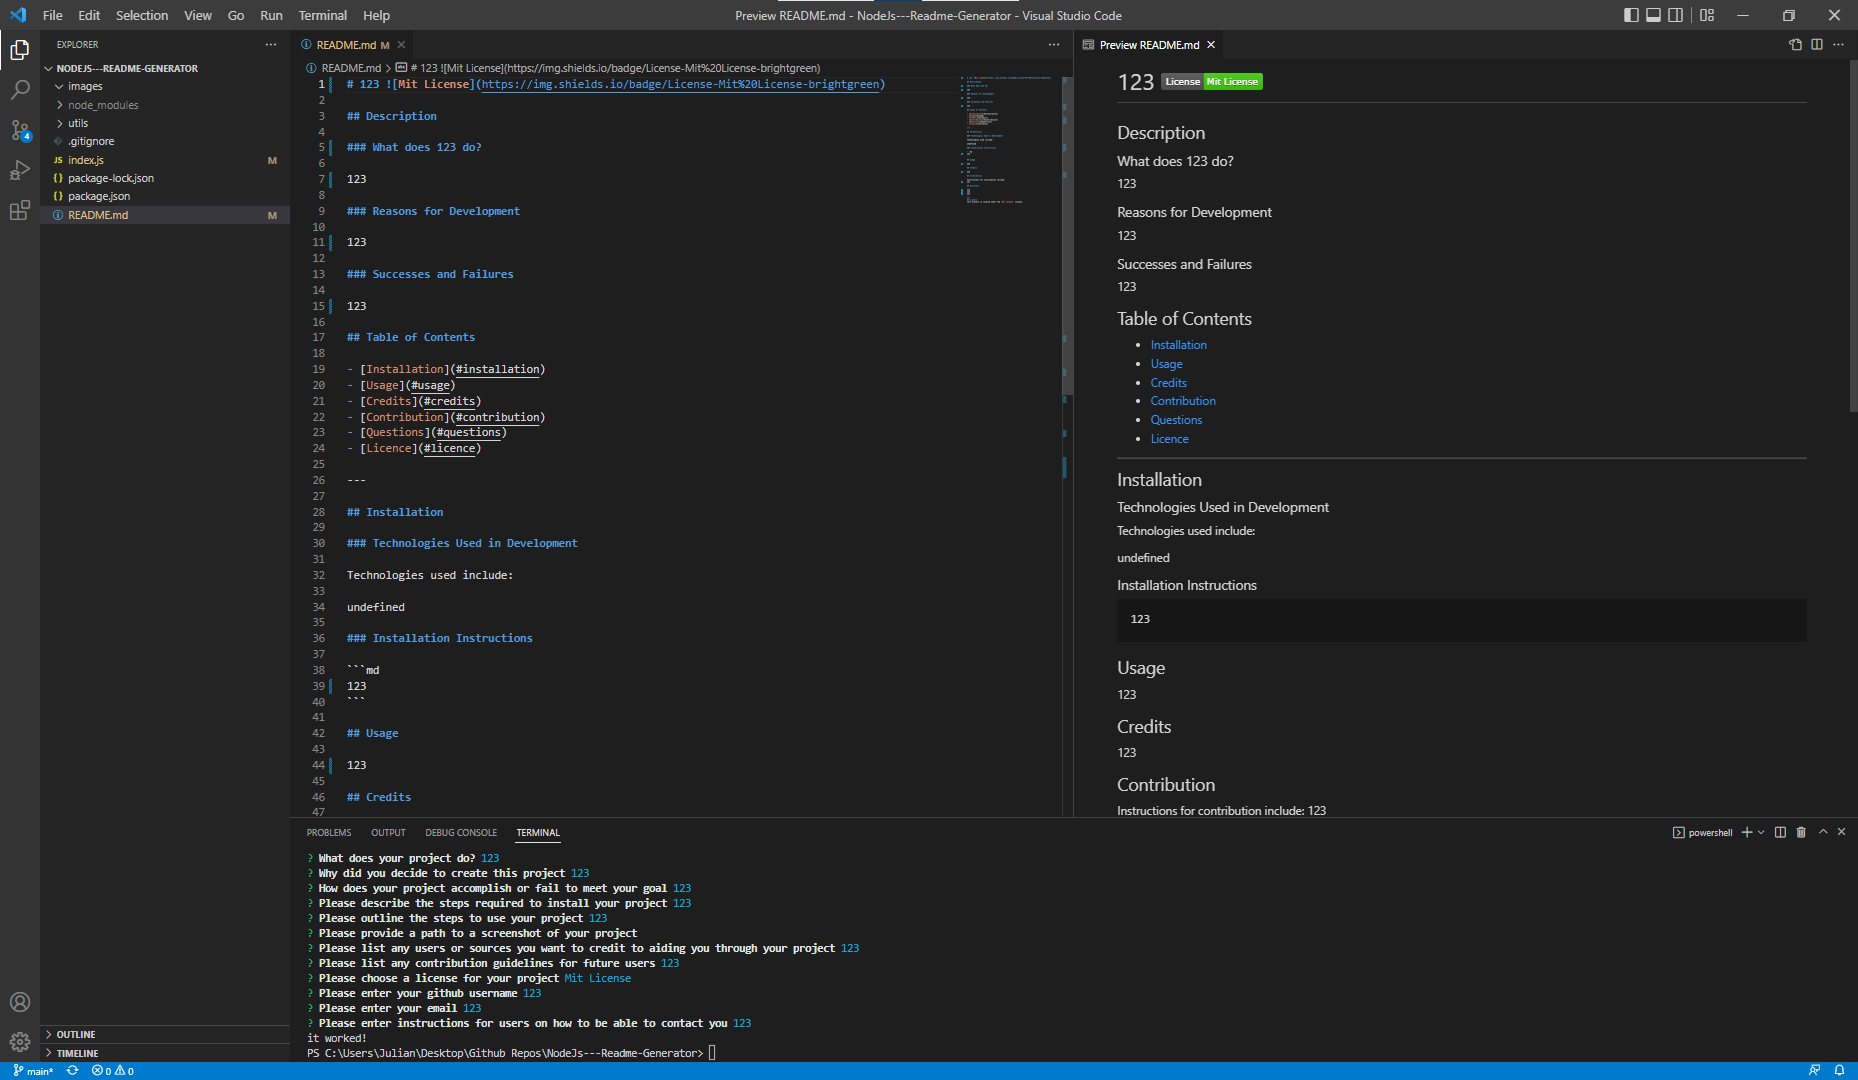 File Edit Selection View Go Run Terminal Help
Preview README.md - NodeJs---Readme-Generator - Visual Studio Code
EXPLORER
NODEJS---README-GENERATOR
images
node_modules
utils
.gitignore
JS index.js M
{} package-lock.json
{} package.json
README.md M
OUTLINE
TIMELINE
4
README.md M
README.md > # 123 ![Mit License](https://img.shields.io/badge/License-Mit%20License-brightgreen)
1 # 123 ![Mit License](https://img.shields.io/badge/License-Mit%20License-brightgreen)
2
3 ## Description
4
5 ### What does 123 do?
6
7 123
8
9 ### Reasons for Development
10
11 123
12
13 ### Successes and Failures
14
15 123
16
17 ## Table of Contents
18
19 - [Installation](#installation)
20 - [Usage](#usage)
21 - [Credits](#credits)
22 - [Contribution](#contribution)
23 - [Questions](#questions)
24 - [Licence](#licence)
25
26 ---
27
28 ## Installation
29
30 ### Technologies Used in Development
31
32 Technologies used include:
33
34 undefined
35
36 ### Installation Instructions
37
38 ```md
39 123
40 ```
41
42 ## Usage
43
44 123
45
46 ## Credits
47
Preview README.md
123 License Mit License
Description
What does 123 do?
123
Reasons for Development
123
Successes and Failures
123
Table of Contents
• Installation
• Usage
• Credits
• Contribution
• Questions
• Licence
Installation
Technologies Used in Development
Technologies used include:
undefined
Installation Instructions
123
Usage
123
Credits
123
Contribution
Instructions for contribution include: 123
PROBLEMS OUTPUT DEBUG CONSOLE TERMINAL
powershell
? What does your project do? 123
? Why did you decide to create this project 123
? How does your project accomplish or fail to meet your goal 123
? Please describe the steps required to install your project 123
? Please outline the steps to use your project 123
? Please provide a path to a screenshot of your project
? Please list any users or sources you want to credit to aiding you through your project 123
? Please list any contribution guidelines for future users 123
? Please choose a license for your project Mit License
? Please enter your github username 123
? Please enter your email 123
? Please enter instructions for users on how to be able to contact you 123
it worked!
PS C:\Users\Julian\Desktop\Github Repos\NodeJs---Readme-Generator>
main* 0 0